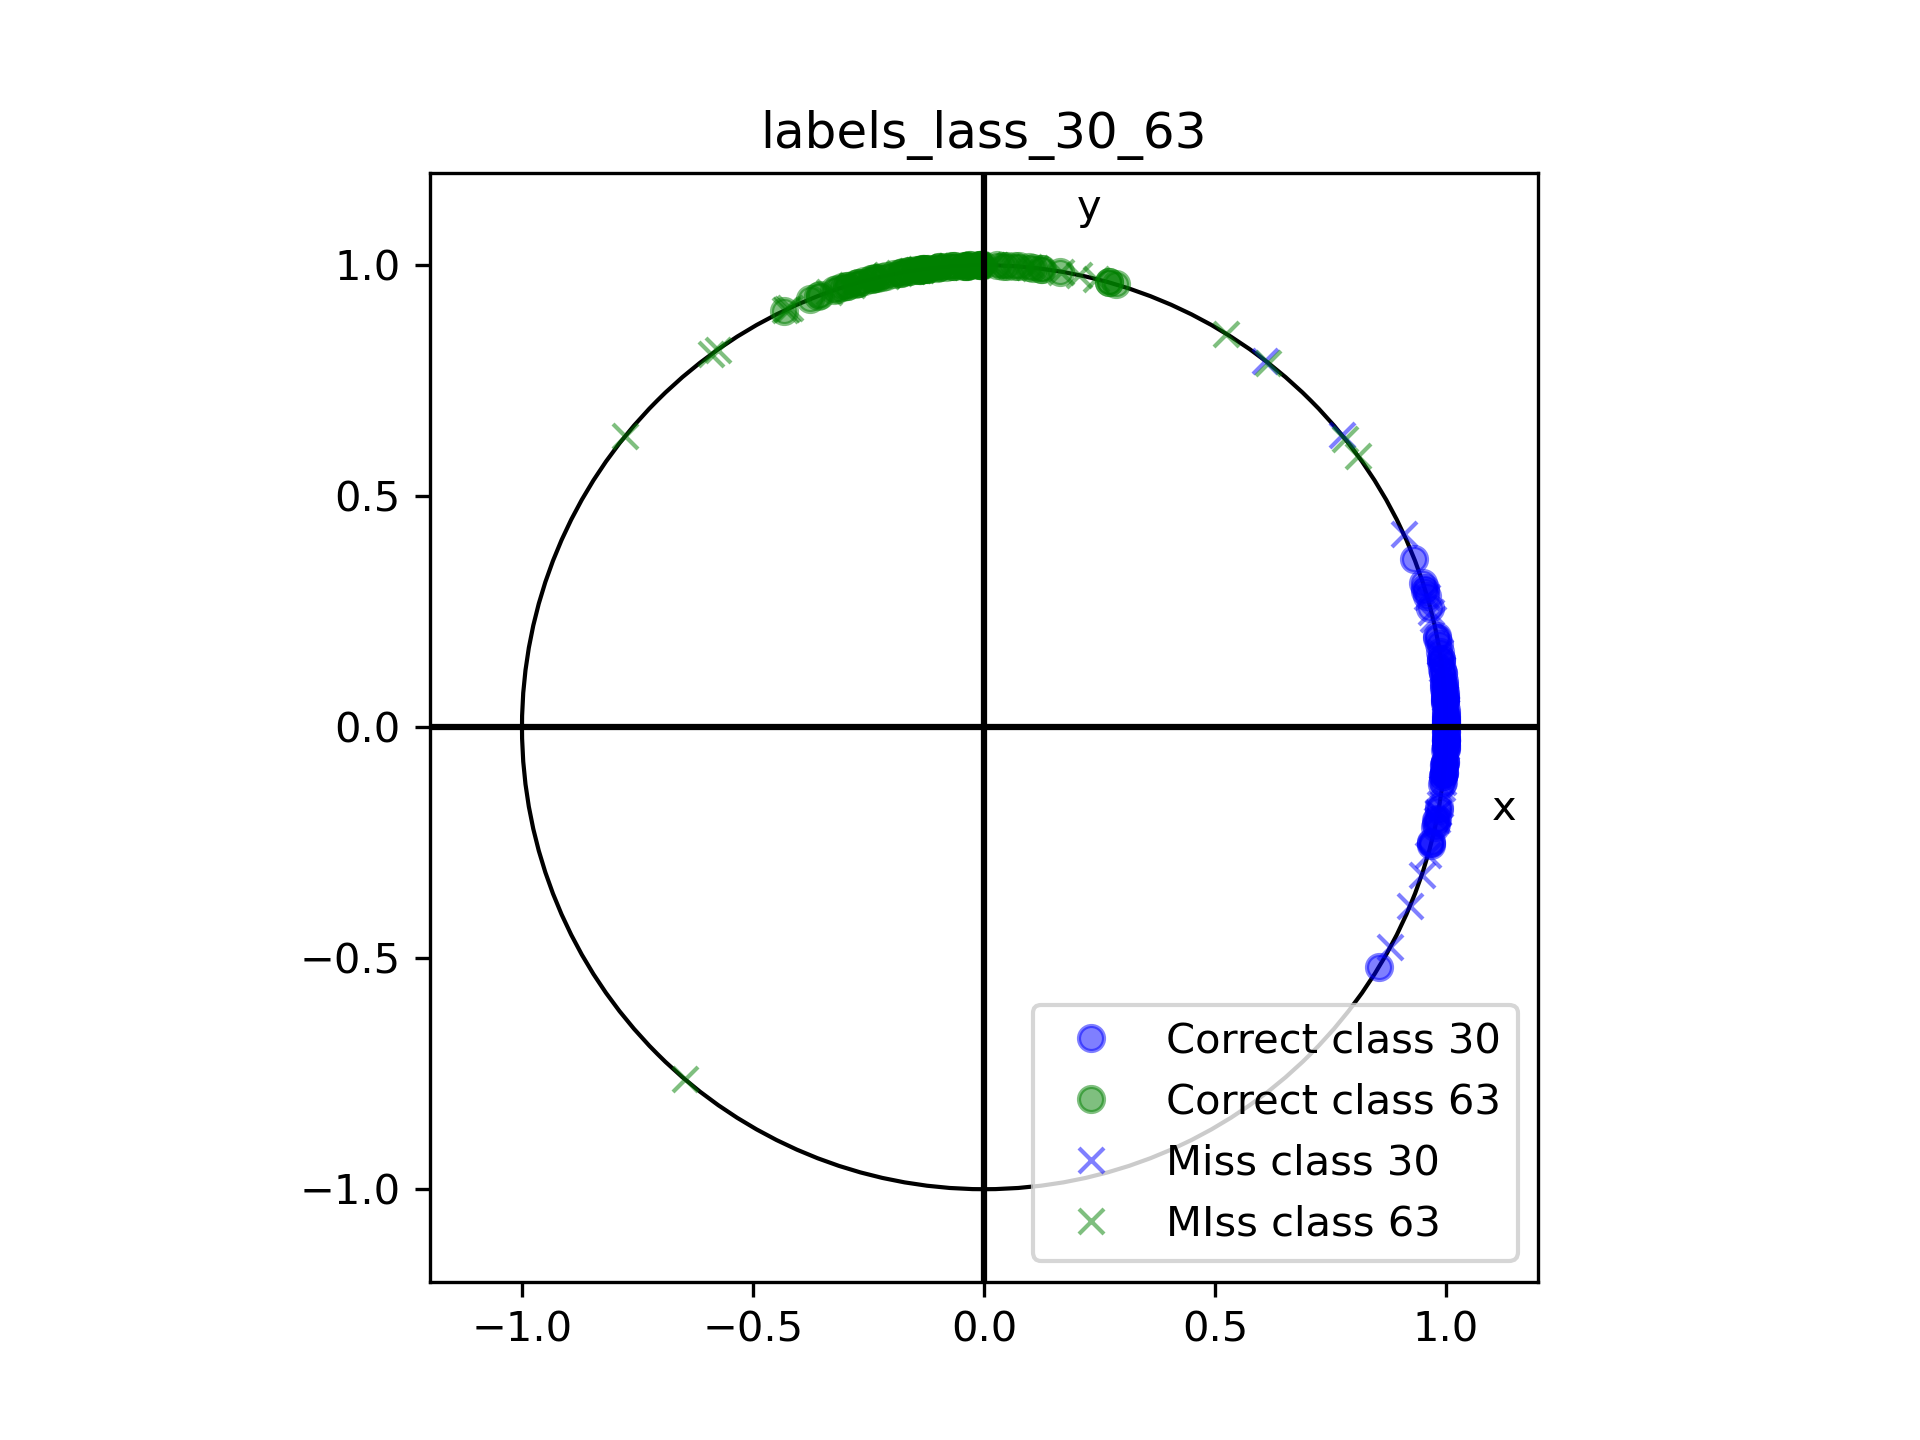 labels_lass_30_63
y
1.0
0.5
0.0
−0.5
−1.0
x
Correct class 30
Correct class 63
Miss class 30
MIss class 63
−1.0 −0.5 0.0 0.5 1.0